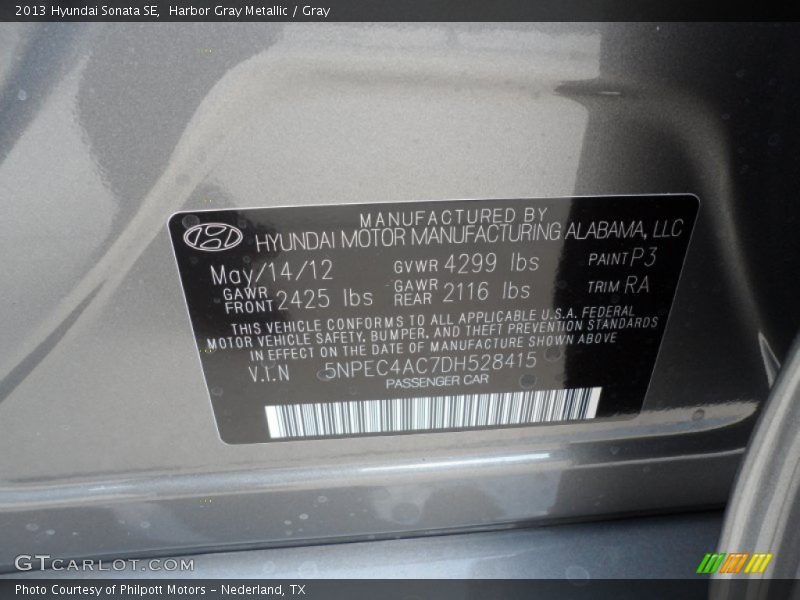 2013 Hyundai Sonata SE, Harbor Gray Metallic / Gray
MANUFACTURED BY
HYUNDAI MOTOR MANUFACTURING ALABAMA, LLC
May/14/12 GVWR 4299 lbs PAINT P3
GAWR FRONT 2425 lbs GAWR REAR 2116 lbs TRIM RA
THIS VEHICLE CONFORMS TO ALL APPLICABLE U.S.A. FEDERAL
MOTOR VEHICLE SAFETY, BUMPER, AND THEFT PREVENTION STANDARDS
IN EFFECT ON THE DATE OF MANUFACTURE SHOWN ABOVE
V.I.N 5NPEC4AC7DH528415
PASSENGER CAR
GTCARLOT.COM
Photo Courtesy of Philpott Motors - Nederland, TX